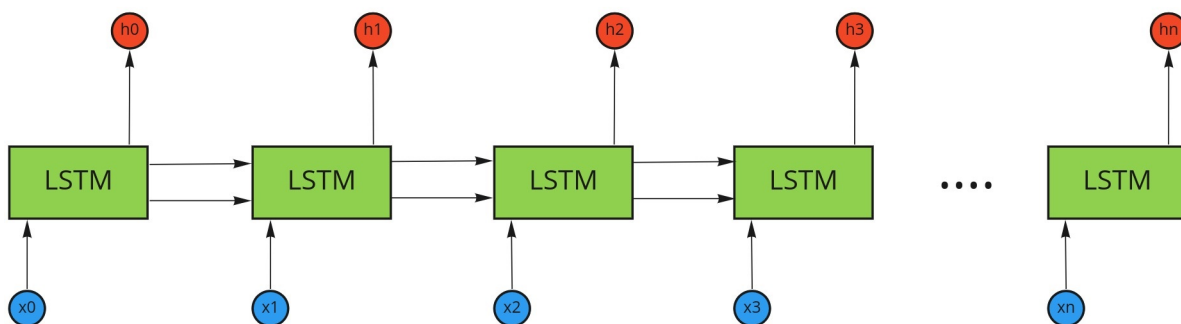 h0 h1 h2 h3 hn
LSTM LSTM LSTM LSTM .... LSTM
x0 x1 x2 x3 xn